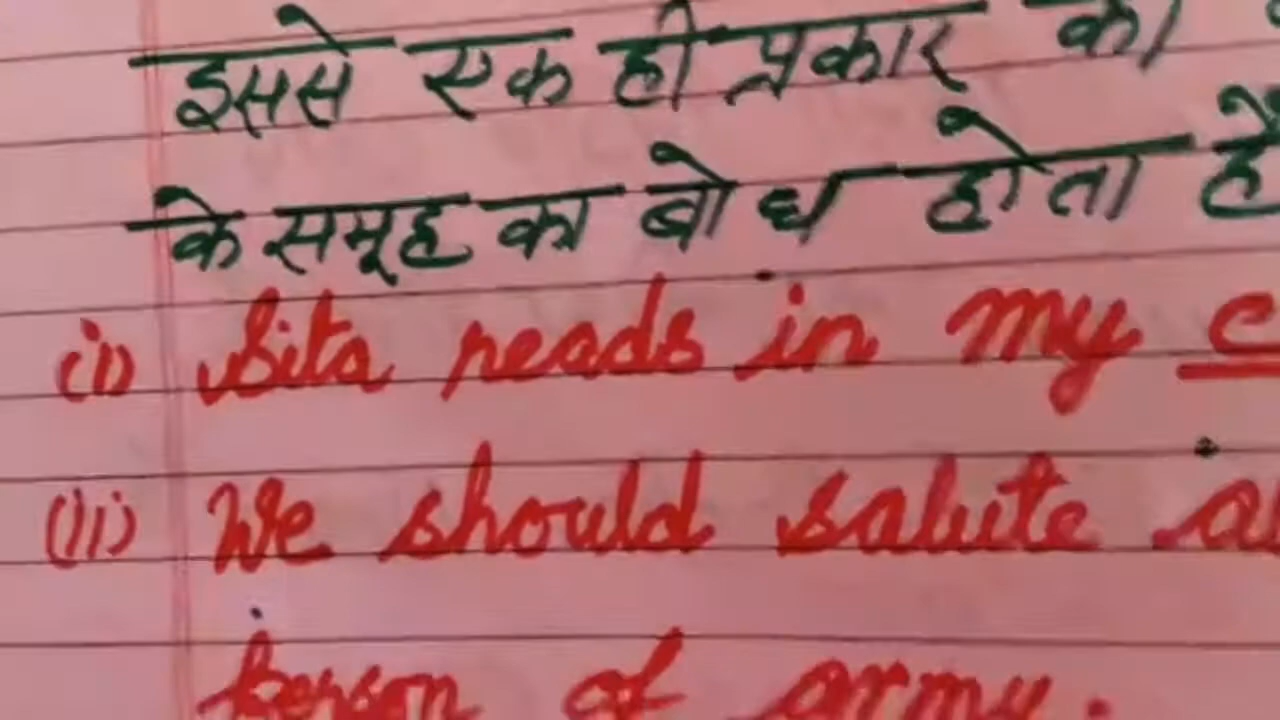 इससे एक ही प्रकार के
के समूह का बोध होता है
(i) Sita reads in my
(ii) We should salute
person of army.